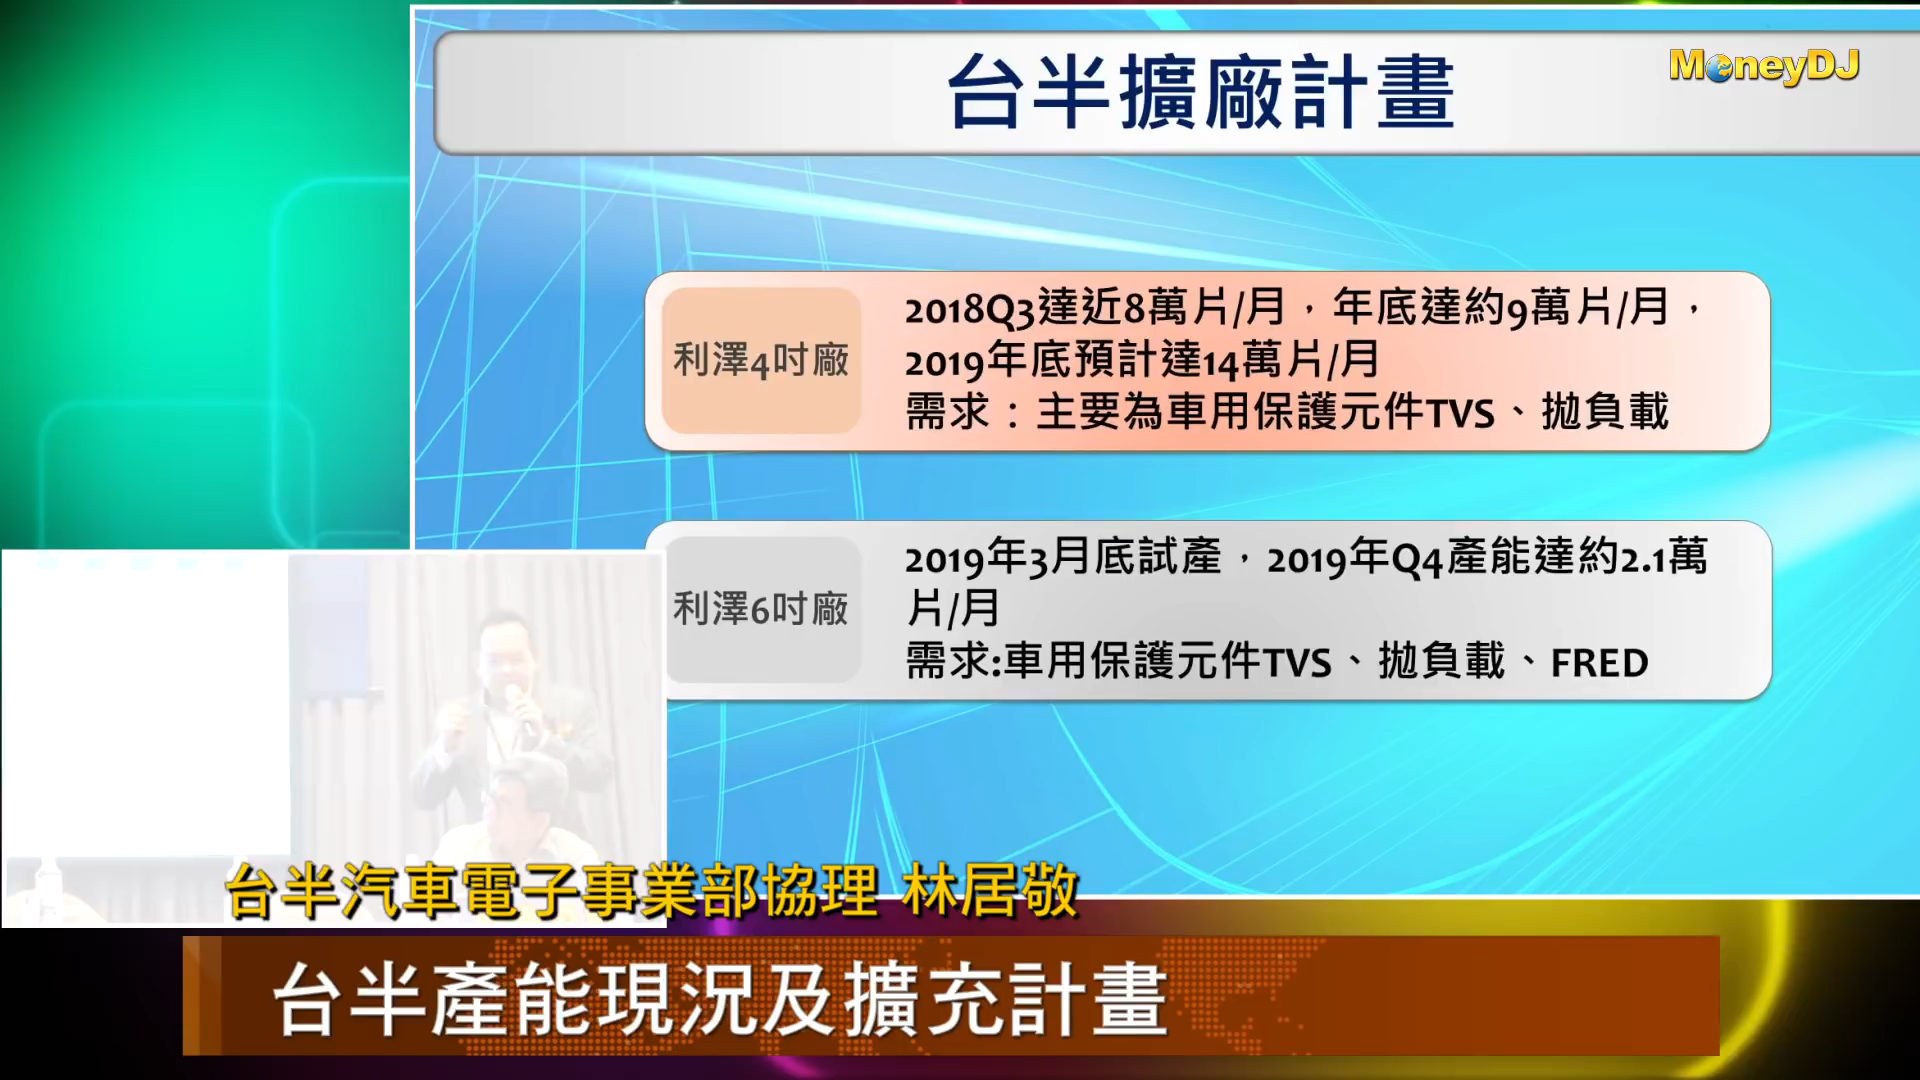 台半擴廠計畫
MoneyDJ
利澤4吋廠
2018Q3達近8萬片/月，年底達約9萬片/月，
2019年底預計達14萬片/月
需求：主要為車用保護元件TVS、拋負載
利澤6吋廠
2019年3月底試產，2019年Q4產能達約2.1萬
片/月
需求:車用保護元件TVS、拋負載、FRED
台半汽車電子事業部協理 林居敬
台半產能現況及擴充計畫